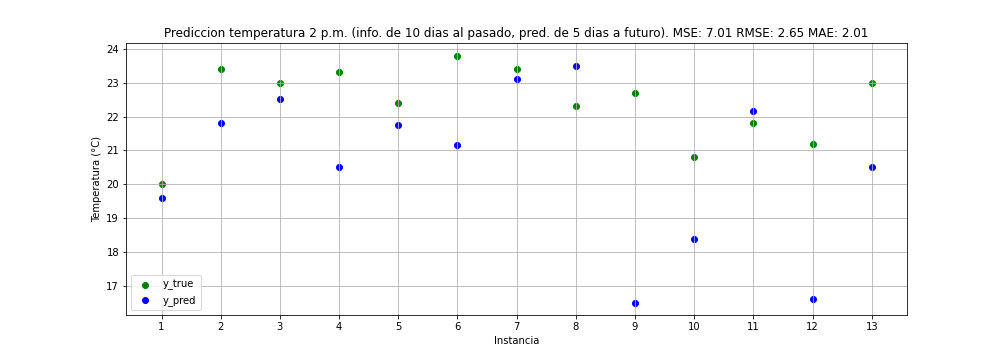 Prediccion temperatura 2 p.m. (info. de 10 dias al pasado, pred. de 5 dias a futuro). MSE: 7.01 RMSE: 2.65 MAE: 2.01
24
23
22
21
20
19
18
17
Temperatura (°C)
y_true
y_pred
1 2 3 4 5 6 7 8 9 10 11 12 13
Instancia